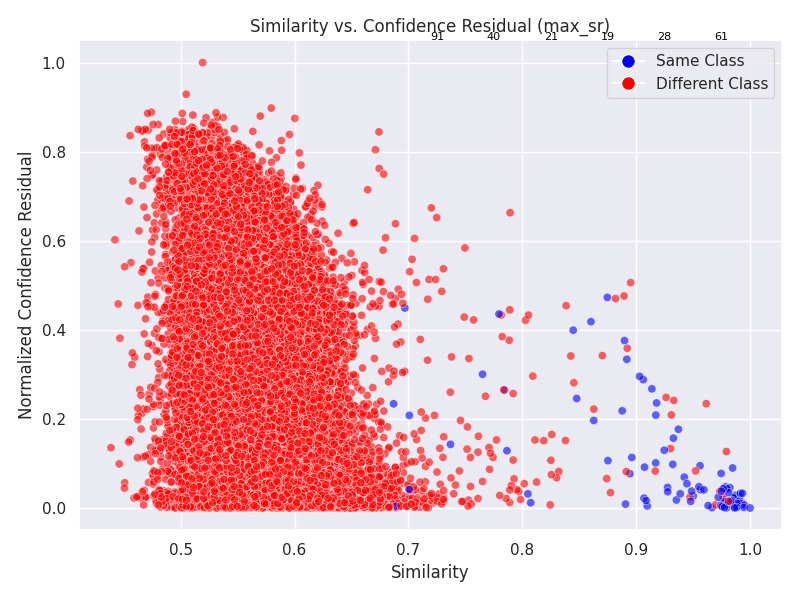 Similarity vs. Confidence Residual (max_sr)
91 40 21 19 28 61
Same Class
Different Class
Normalized Confidence Residual
1.0
0.8
0.6
0.4
0.2
0.0
0.5 0.6 0.7 0.8 0.9 1.0
Similarity